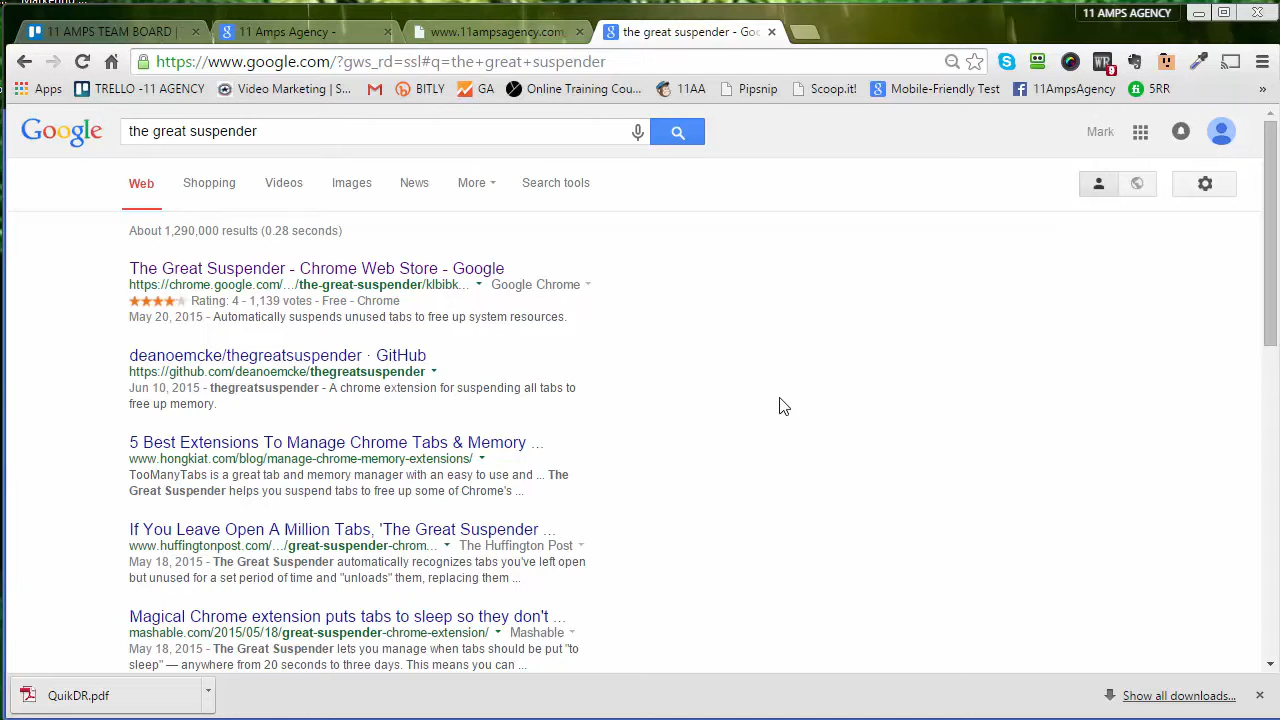 11 AMPS AGENCY
11 AMPS TEAM BOARD |
11 Amps Agency -
www.11ampsagency.com
the great suspender - Goo
https://www.google.com/?gws_rd=ssl#q=the+great+suspender
Apps TRELLO -11 AGENCY Video Marketing | S... BITLY GA Online Training Cou... 11AA Pipsnip Scoop.it! Mobile-Friendly Test 11AmpsAgency 5RR »
Google the great suspender Mark
Web Shopping Videos Images News More Search tools
About 1,290,000 results (0.28 seconds)
The Great Suspender - Chrome Web Store - Google
https://chrome.google.com/.../the-great-suspender/klbibk... Google Chrome
Rating: 4 - 1,139 votes - Free - Chrome
May 20, 2015 - Automatically suspends unused tabs to free up system resources.
deanoemcke/thegreatsuspender · GitHub
https://github.com/deanoemcke/thegreatsuspender
Jun 10, 2015 - thegreatsuspender - A chrome extension for suspending all tabs to
free up memory.
5 Best Extensions To Manage Chrome Tabs & Memory ...
www.hongkiat.com/blog/manage-chrome-memory-extensions/
TooManyTabs is a great tab and memory manager with an easy to use and ... The
Great Suspender helps you suspend tabs to free up some of Chrome's ...
If You Leave Open A Million Tabs, 'The Great Suspender ...
www.huffingtonpost.com/.../great-suspender-chrom... The Huffington Post
May 18, 2015 - The Great Suspender automatically recognizes tabs you've left open
but unused for a set period of time and "unloads" them, replacing them ...
Magical Chrome extension puts tabs to sleep so they don't ...
mashable.com/2015/05/18/great-suspender-chrome-extension/ Mashable
May 18, 2015 - The Great Suspender lets you manage when tabs should be put "to
sleep" — anywhere from 20 seconds to three days. This means you can ...
QuikDR.pdf
Show all downloads...